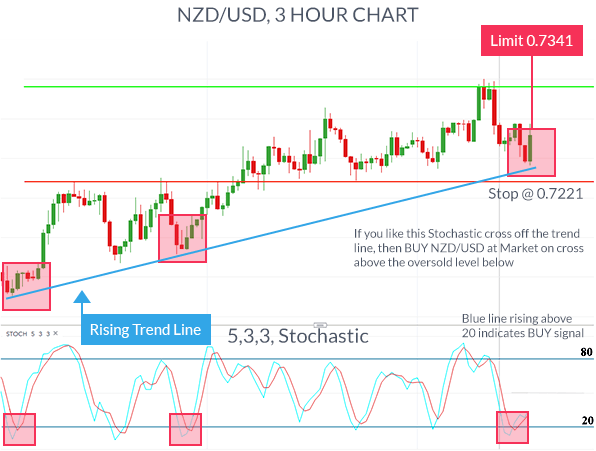 NZD/USD, 3 HOUR CHART
Limit 0.7341
Stop @ 0.7221
If you like this Stochastic cross off the trend
line, then BUY NZD/USD at Market on cross
above the oversold level below
Rising Trend Line
Blue line rising above
20 indicates BUY signal
STOCH 5 3 3 ×
5,3,3, Stochastic
80
20